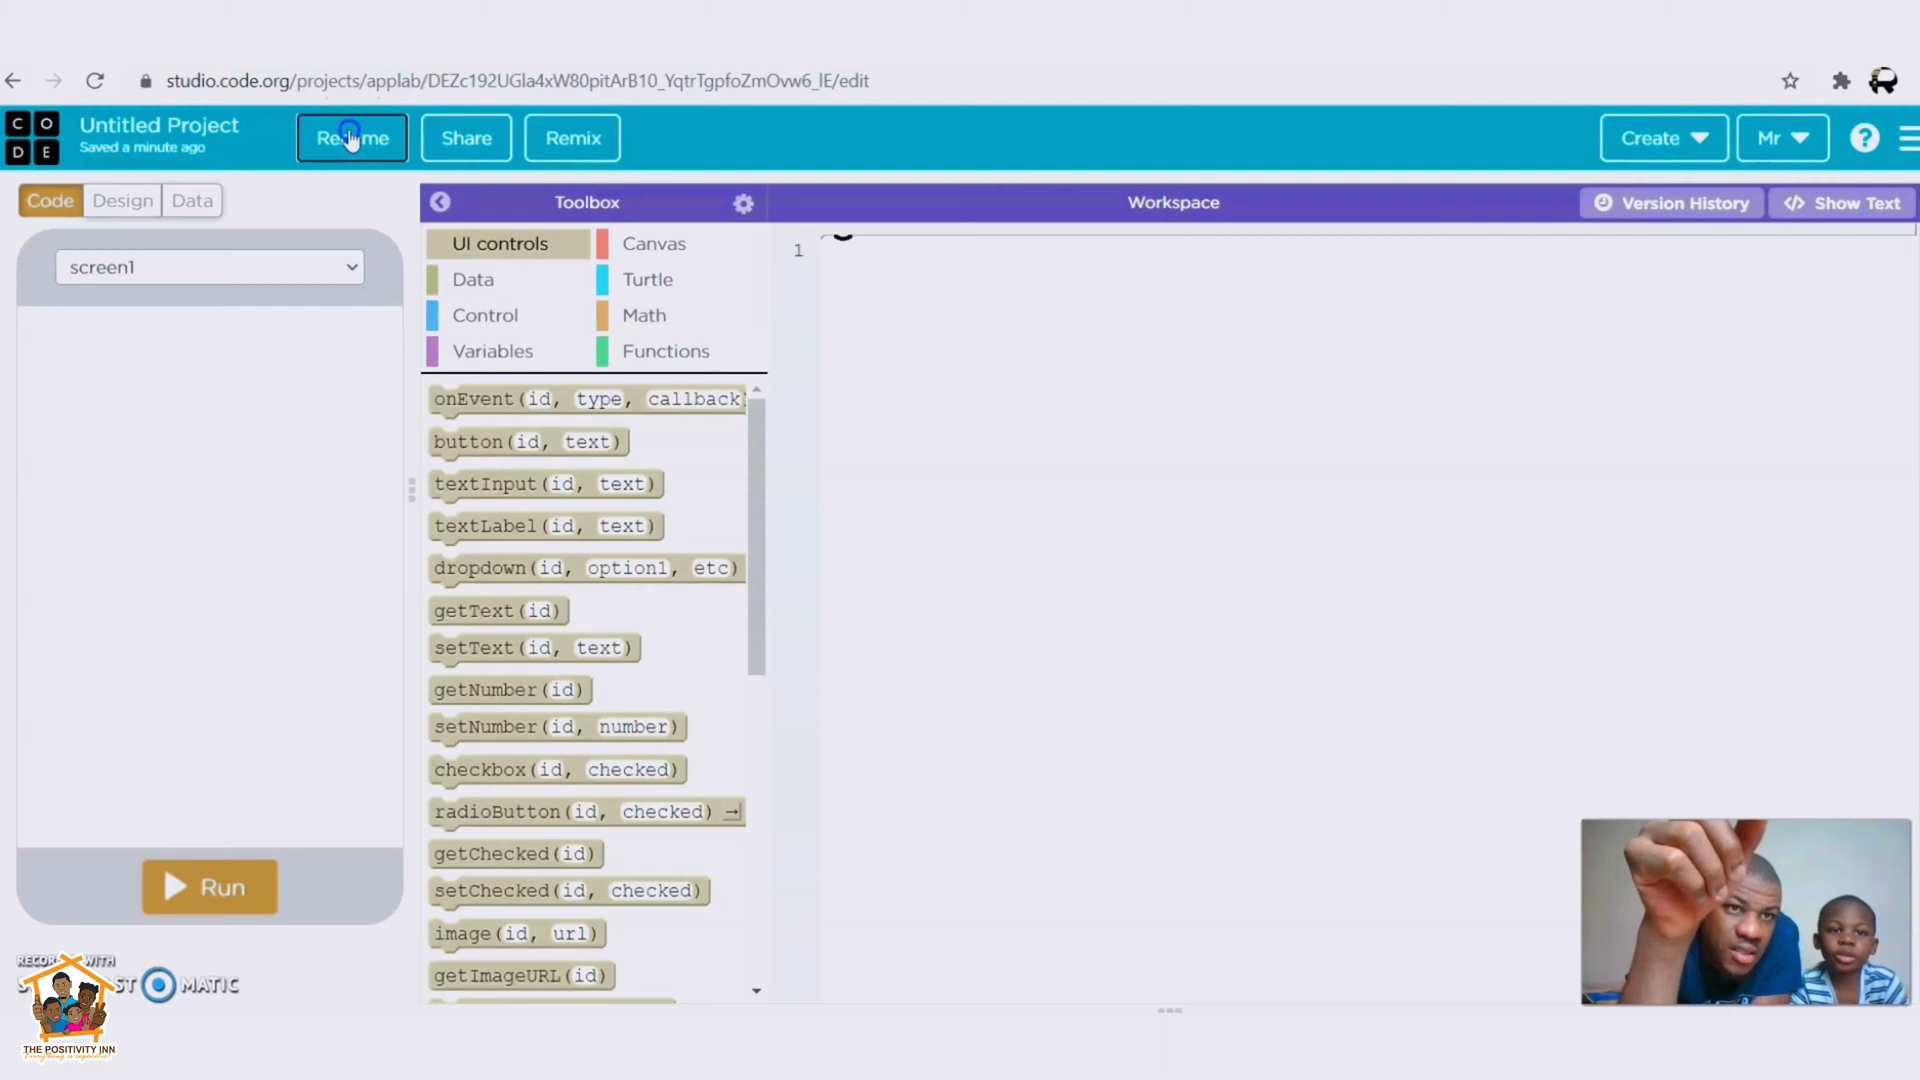 studio.code.org/projects/applab/DEZc192UGla4xW80pitArB10_YqtrTgpfoZmOvw6_lE/edit
CO
DE
Untitled Project
Saved a minute ago
Share
Remix
Create
Mr
?
Code
Design
Data
Toolbox
Workspace
Version History
</> Show Text
screen1
UI controls
Canvas
Data
Turtle
Control
Math
Variables
Functions
1
onEvent(id, type, callback)
button(id, text)
textInput(id, text)
textLabel(id, text)
dropdown(id, option1, etc)
getText(id)
setText(id, text)
getNumber(id)
setNumber(id, number)
checkbox(id, checked)
radioButton(id, checked)
getChecked(id)
setChecked(id, checked)
image(id, url)
getImageURL(id)
Run
WITH
MATIC
THE POSITIVITY INN